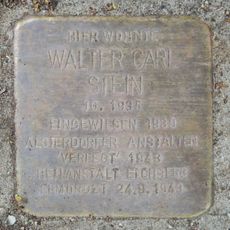 HIER WOHNTE
WALTER CARL
STEIN
JG. 1936
EINGEWIESEN 1939
ALSTERDORFER ANSTALTEN
"VERLEGT" 1943
HEILANSTALT EICHBERG
ERMORDET 24.9.1943